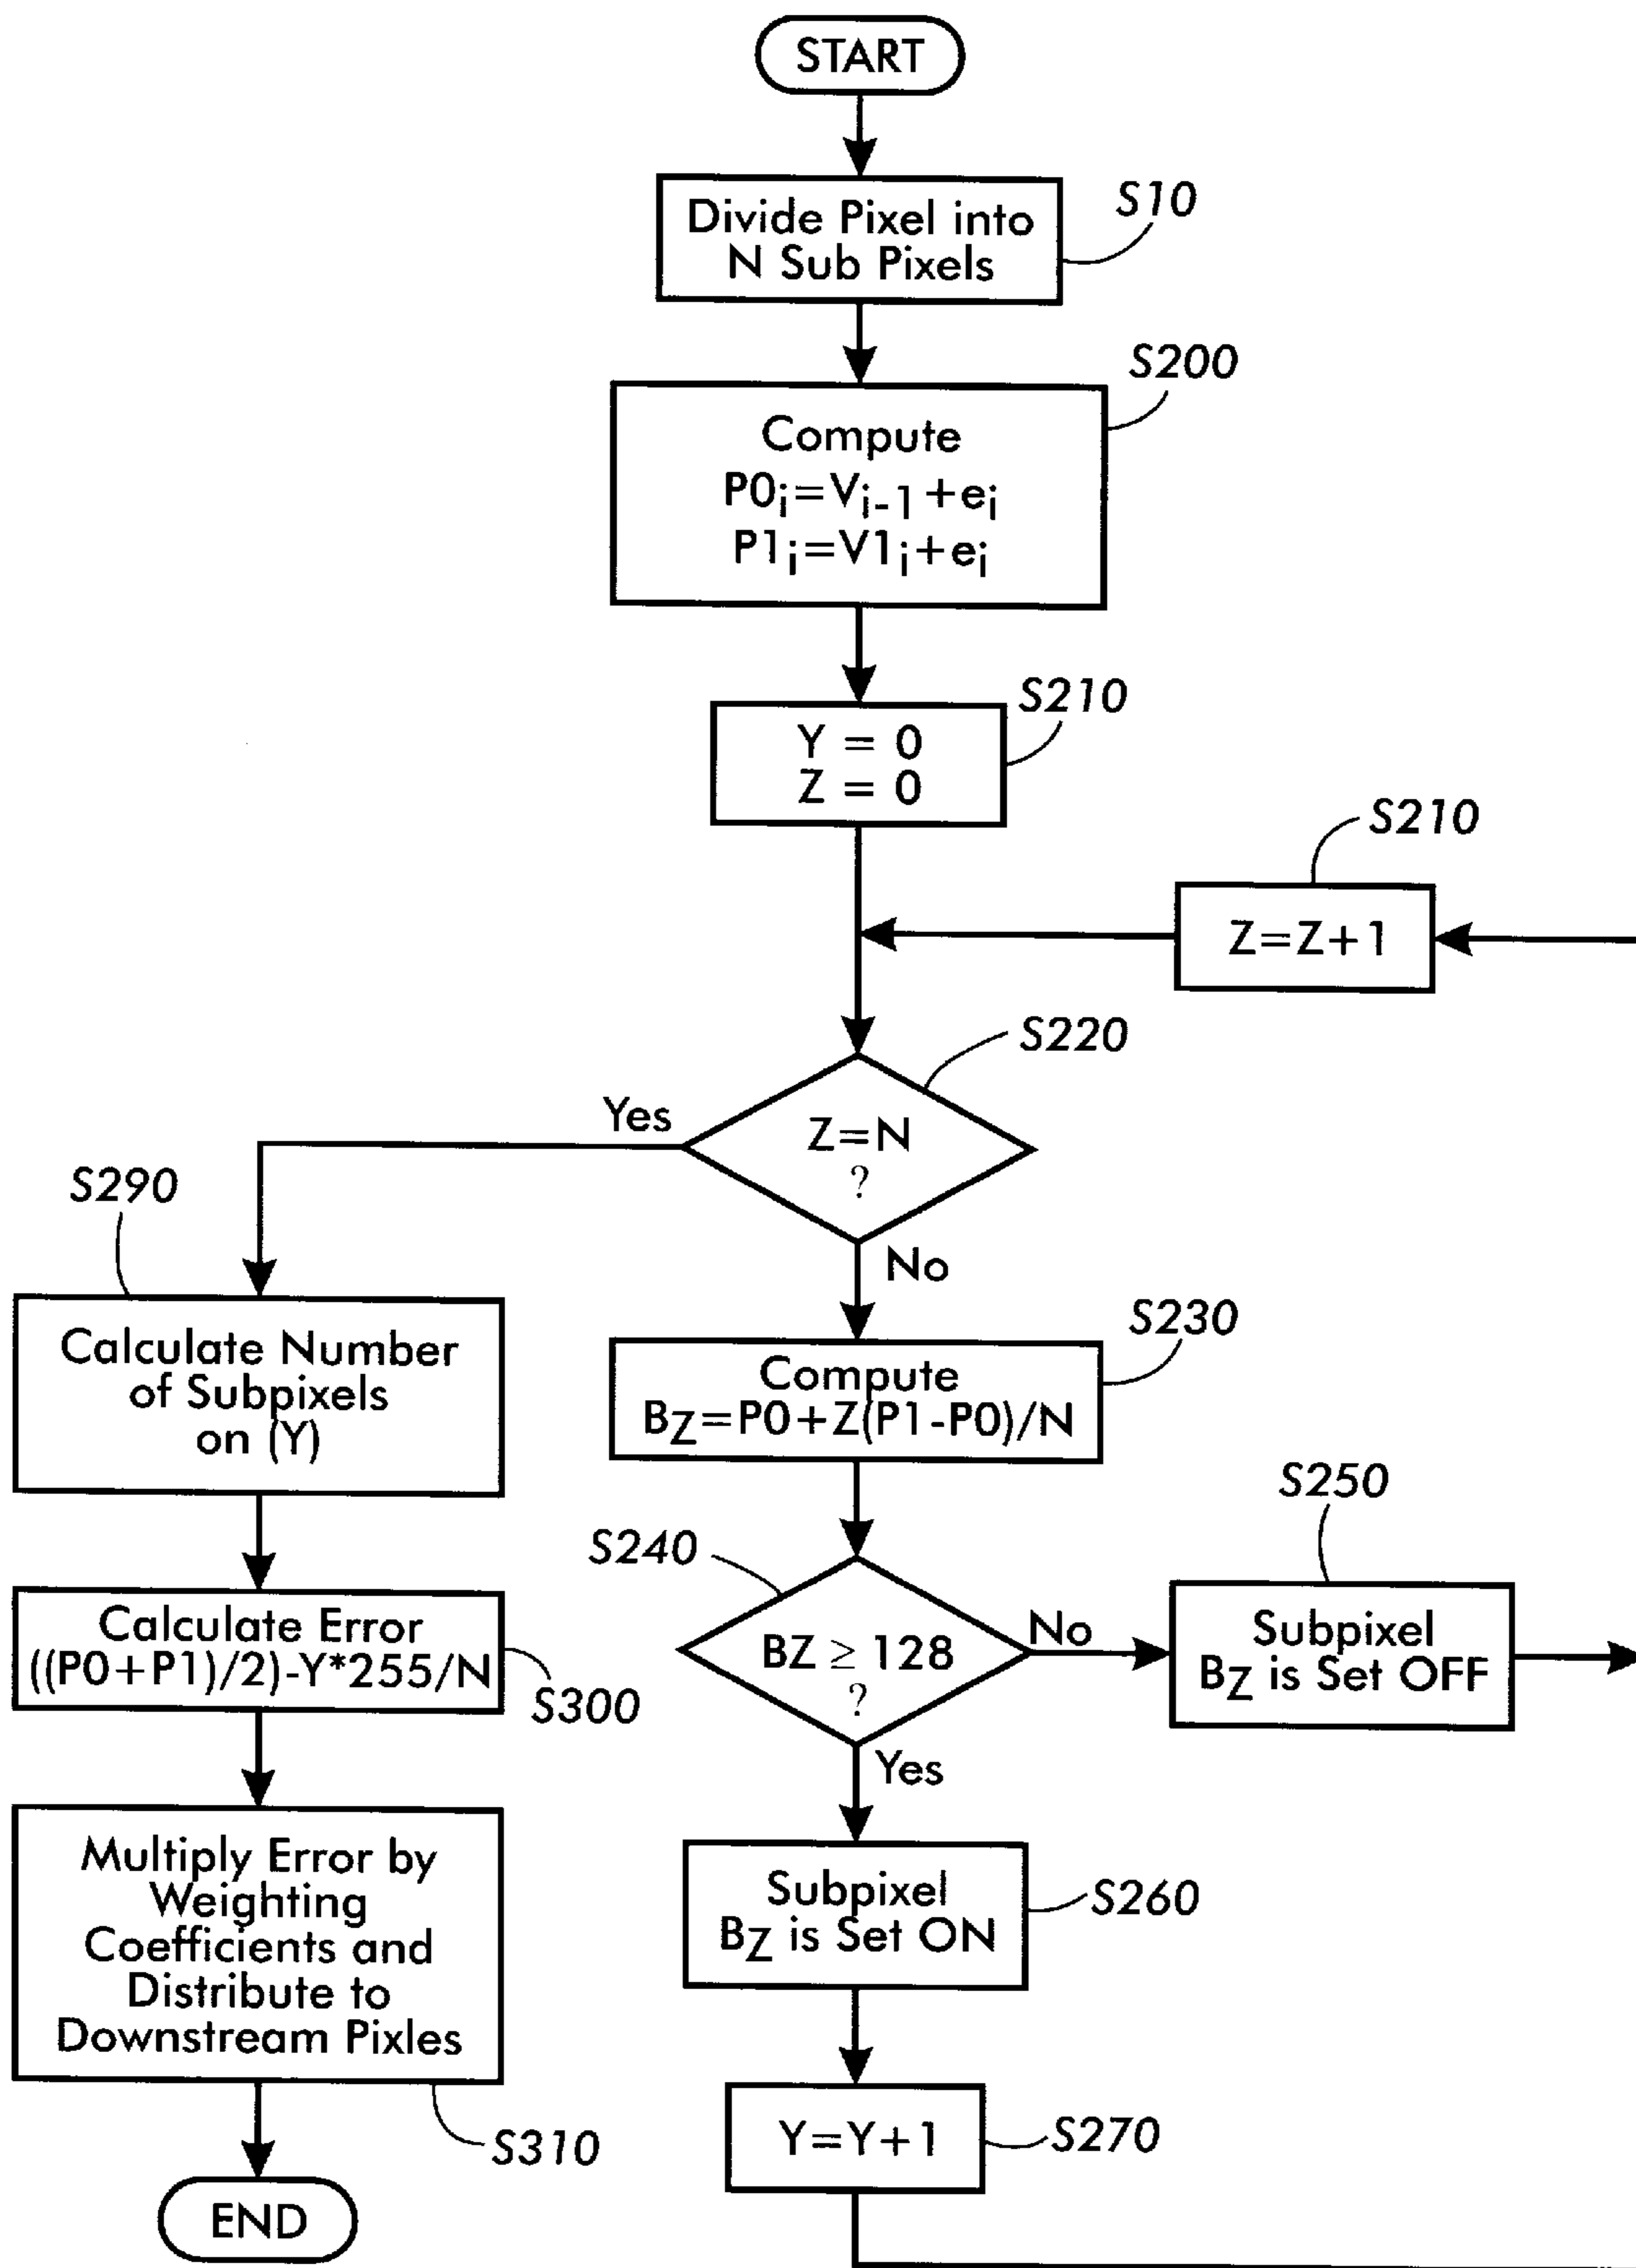 START
Divide Pixel into
N Sub Pixels
S10
S200
Compute
P0i=Vi-1+ei
P1i=V1i+ei
S210
Y = 0
Z = 0
S210
Z=Z+1
S220
Z=N
?
Yes
No
S290
Calculate Number
of Subpixels
on (Y)
S230
Compute
BZ=P0+Z(P1-P0)/N
S240
BZ ≥ 128
?
No
Yes
S250
Subpixel
BZ is Set OFF
Calculate Error
((P0+P1)/2)-Y*255/N
S300
Multiply Error by
Weighting
Coefficients and
Distribute to
Downstream Pixles
S310
Subpixel
BZ is Set ON
S260
Y=Y+1
S270
END